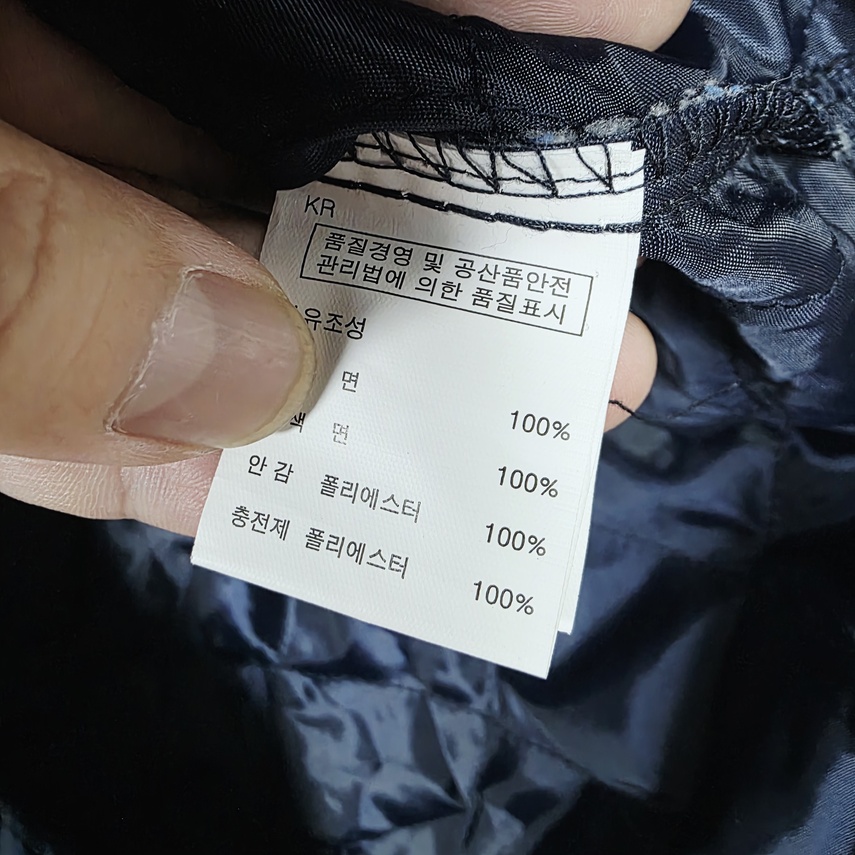 KR
품질경영 및 공산품안전
관리법에 의한 품질표시
유조성
면 100%
색 면 100%
안감 폴리에스터 100%
충전제 폴리에스터 100%